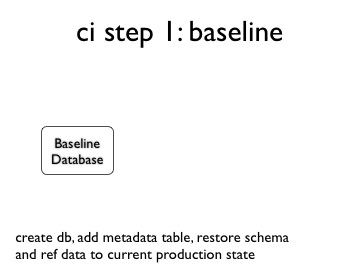 ci step 1: baseline
Baseline
Database
create db, add metadata table, restore schema
and ref data to current production state